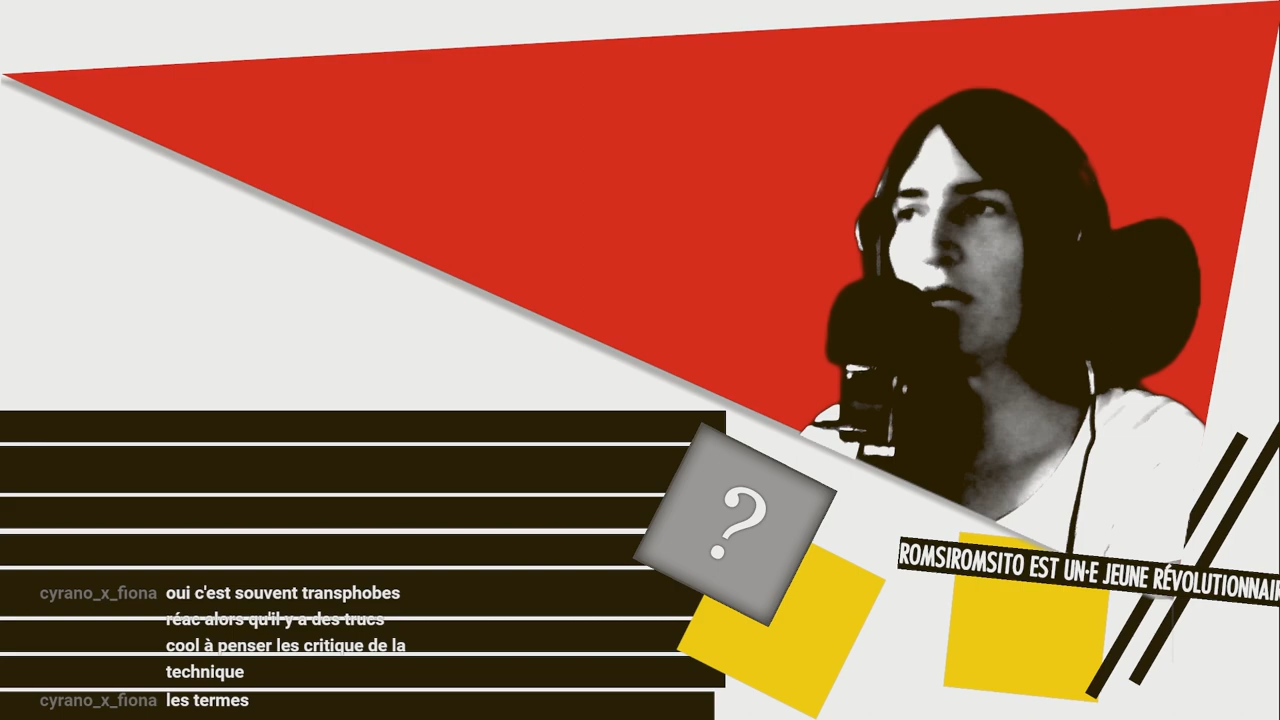 ?
ROMSIROMSITO EST UN·E JEUNE RÉVOLUTIONNAIR
cyrano_x_fiona oui c'est souvent transphobes
réac alors qu'il y a des trucs
cool à penser les critique de la
technique
cyrano_x_fiona les termes